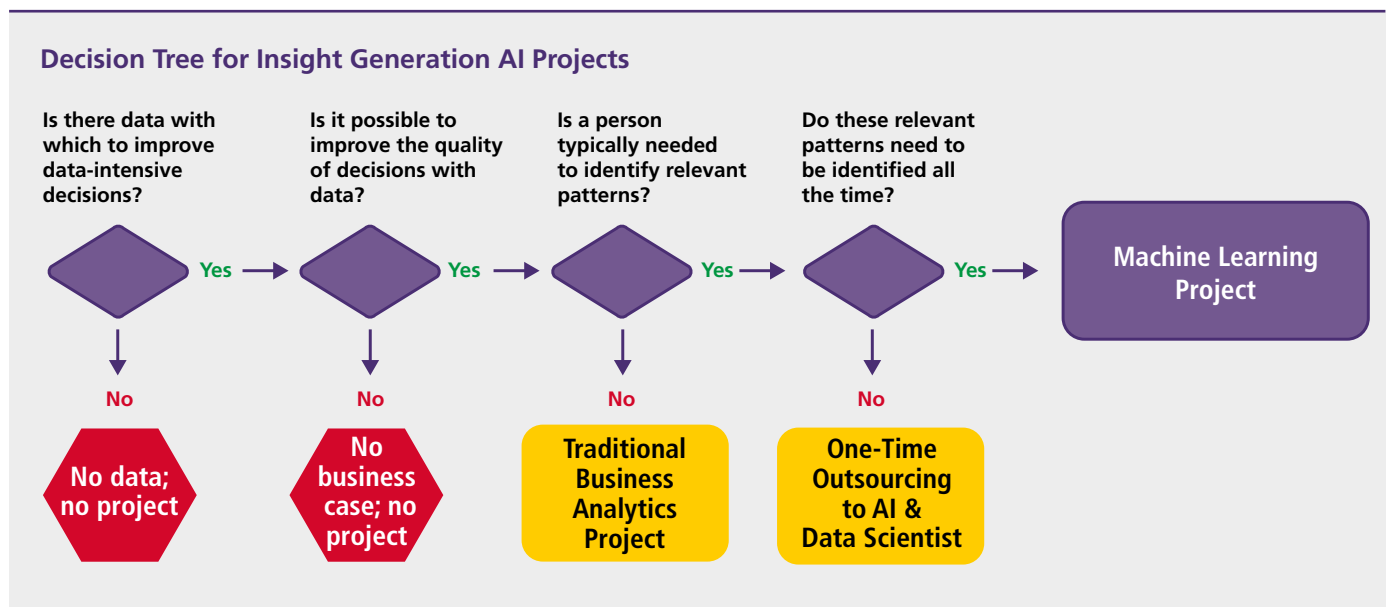 Decision Tree for Insight Generation AI Projects
Is there data with
which to improve
data-intensive
decisions?
Is it possible to
improve the quality
of decisions with
data?
Is a person
typically needed
to identify relevant
patterns?
Do these relevant
patterns need to
be identified all
the time?
Yes
Yes
Yes
Yes
Machine Learning
Project
No
No
No
No
No data;
no project
No
business
case; no
project
Traditional
Business
Analytics
Project
One-Time
Outsourcing
to AI &
Data Scientist